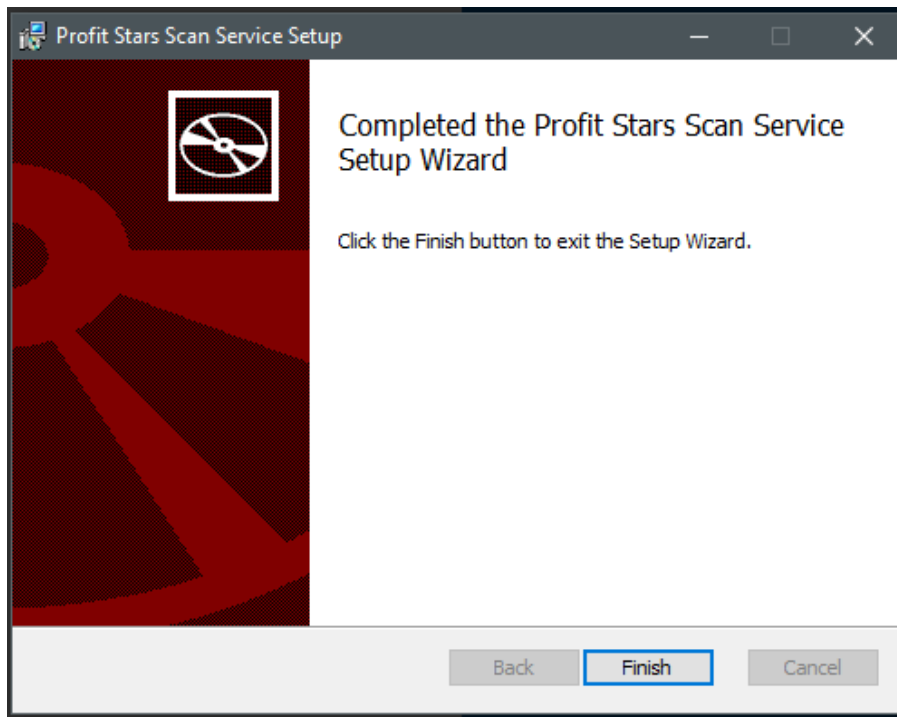 Profit Stars Scan Service Setup
Completed the Profit Stars Scan Service
Setup Wizard
Click the Finish button to exit the Setup Wizard.
Back Finish Cancel